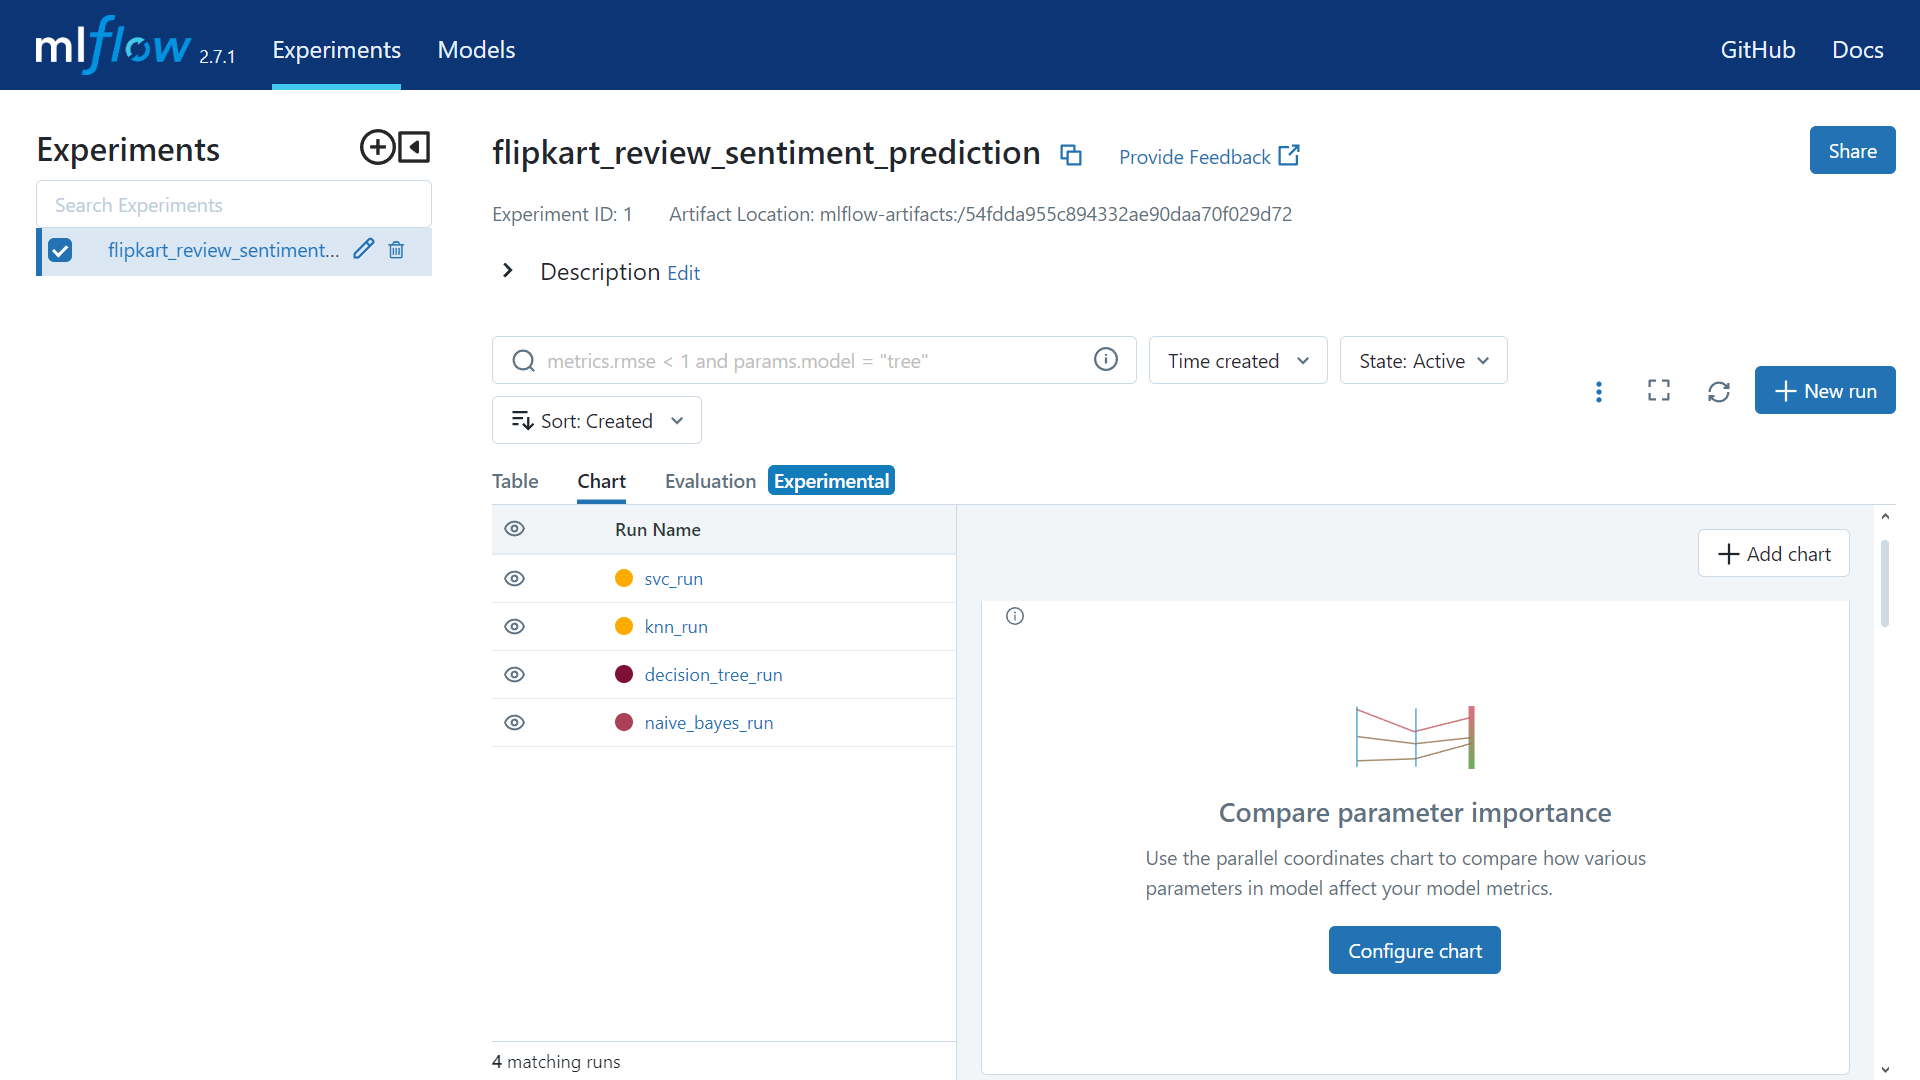 mlflow 2.7.1 Experiments Models GitHub Docs
Experiments
Search Experiments
flipkart_review_sentiment...
flipkart_review_sentiment_prediction Provide Feedback Share
Experiment ID: 1 Artifact Location: mlflow-artifacts:/54fdda955c894332ae90daa70f029d72
Description Edit
metrics.rmse < 1 and params.model = "tree" Time created State: Active
New run
Sort: Created
Table Chart Evaluation Experimental
Run Name
svc_run
knn_run
decision_tree_run
naive_bayes_run
4 matching runs
Add chart
Compare parameter importance
Use the parallel coordinates chart to compare how various
parameters in model affect your model metrics.
Configure chart